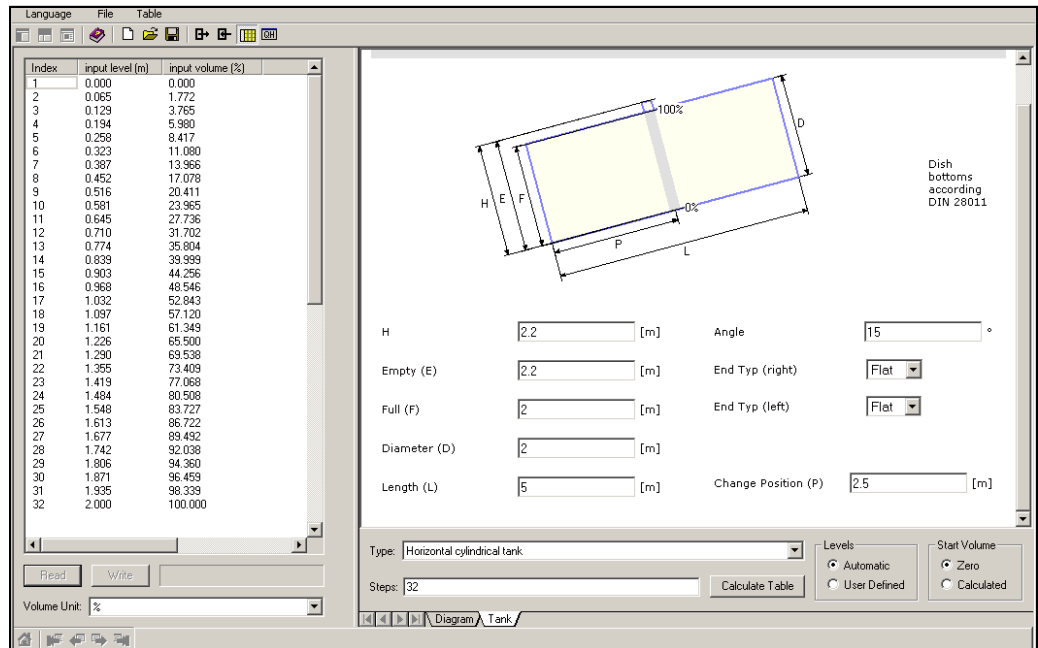 Language File Table
QH
Index input level (m) input volume (%)
1 0.000 0.000
2 0.065 1.772
3 0.129 3.765
4 0.194 5.980
5 0.258 8.417
6 0.323 11.080
7 0.387 13.966
8 0.452 17.078
9 0.516 20.411
10 0.581 23.965
11 0.645 27.736
12 0.710 31.702
13 0.774 35.804
14 0.839 39.999
15 0.903 44.256
16 0.968 48.546
17 1.032 52.843
18 1.097 57.120
19 1.161 61.349
20 1.226 65.500
21 1.290 69.538
22 1.355 73.409
23 1.419 77.068
24 1.484 80.508
25 1.548 83.727
26 1.613 86.722
27 1.677 89.492
28 1.742 92.038
29 1.806 94.360
30 1.871 96.459
31 1.935 98.339
32 2.000 100.000
Read Write
Volume Unit: %
100%
D
H E F
0%
P
L
Dish
bottoms
according
DIN 28011
H 2.2 [m] Angle 15 °
Empty (E) 2.2 [m] End Typ (right) Flat
Full (F) 2 [m] End Typ (left) Flat
Diameter (D) 2 [m]
Length (L) 5 [m] Change Position (P) 2.5 [m]
Type: Horizontal cylindrical tank
Steps: 32 Calculate Table
Levels
Automatic
User Defined
Start Volume
Zero
Calculated
Diagram Tank